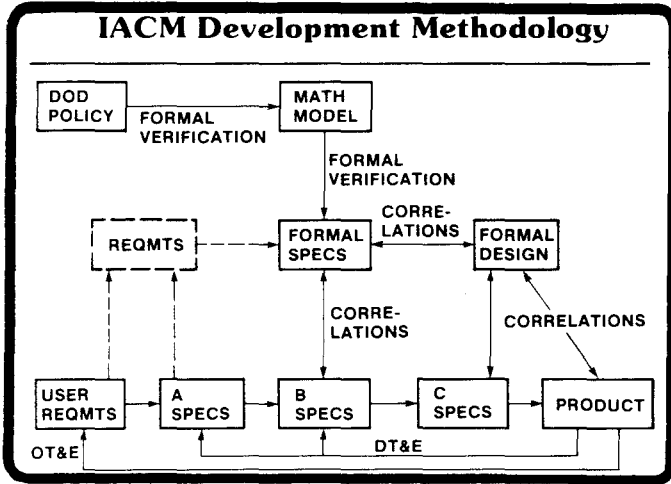 IACM Development Methodology
DOD
POLICY
FORMAL
VERIFICATION
MATH
MODEL
FORMAL
VERIFICATION
REQMTS
FORMAL
SPECS
CORRE-
LATIONS
FORMAL
DESIGN
CORRE-
LATIONS
CORRELATIONS
USER
REQMTS
A
SPECS
B
SPECS
C
SPECS
PRODUCT
OT&E
DT&E